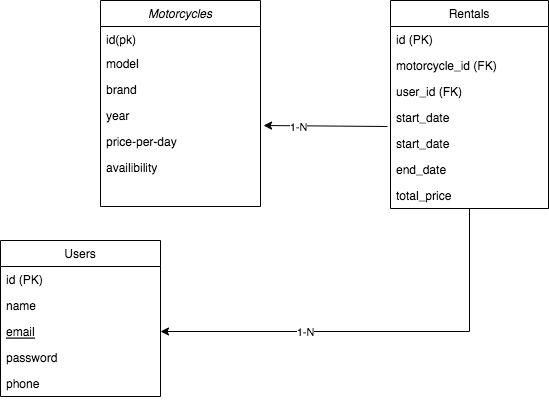 Motorcycles
id(pk)
model
brand
year
price-per-day
availibility
Rentals
id (PK)
motorcycle_id (FK)
user_id (FK)
start_date
start_date
end_date
total_price
1-N
Users
id (PK)
name
email
password
phone
1-N